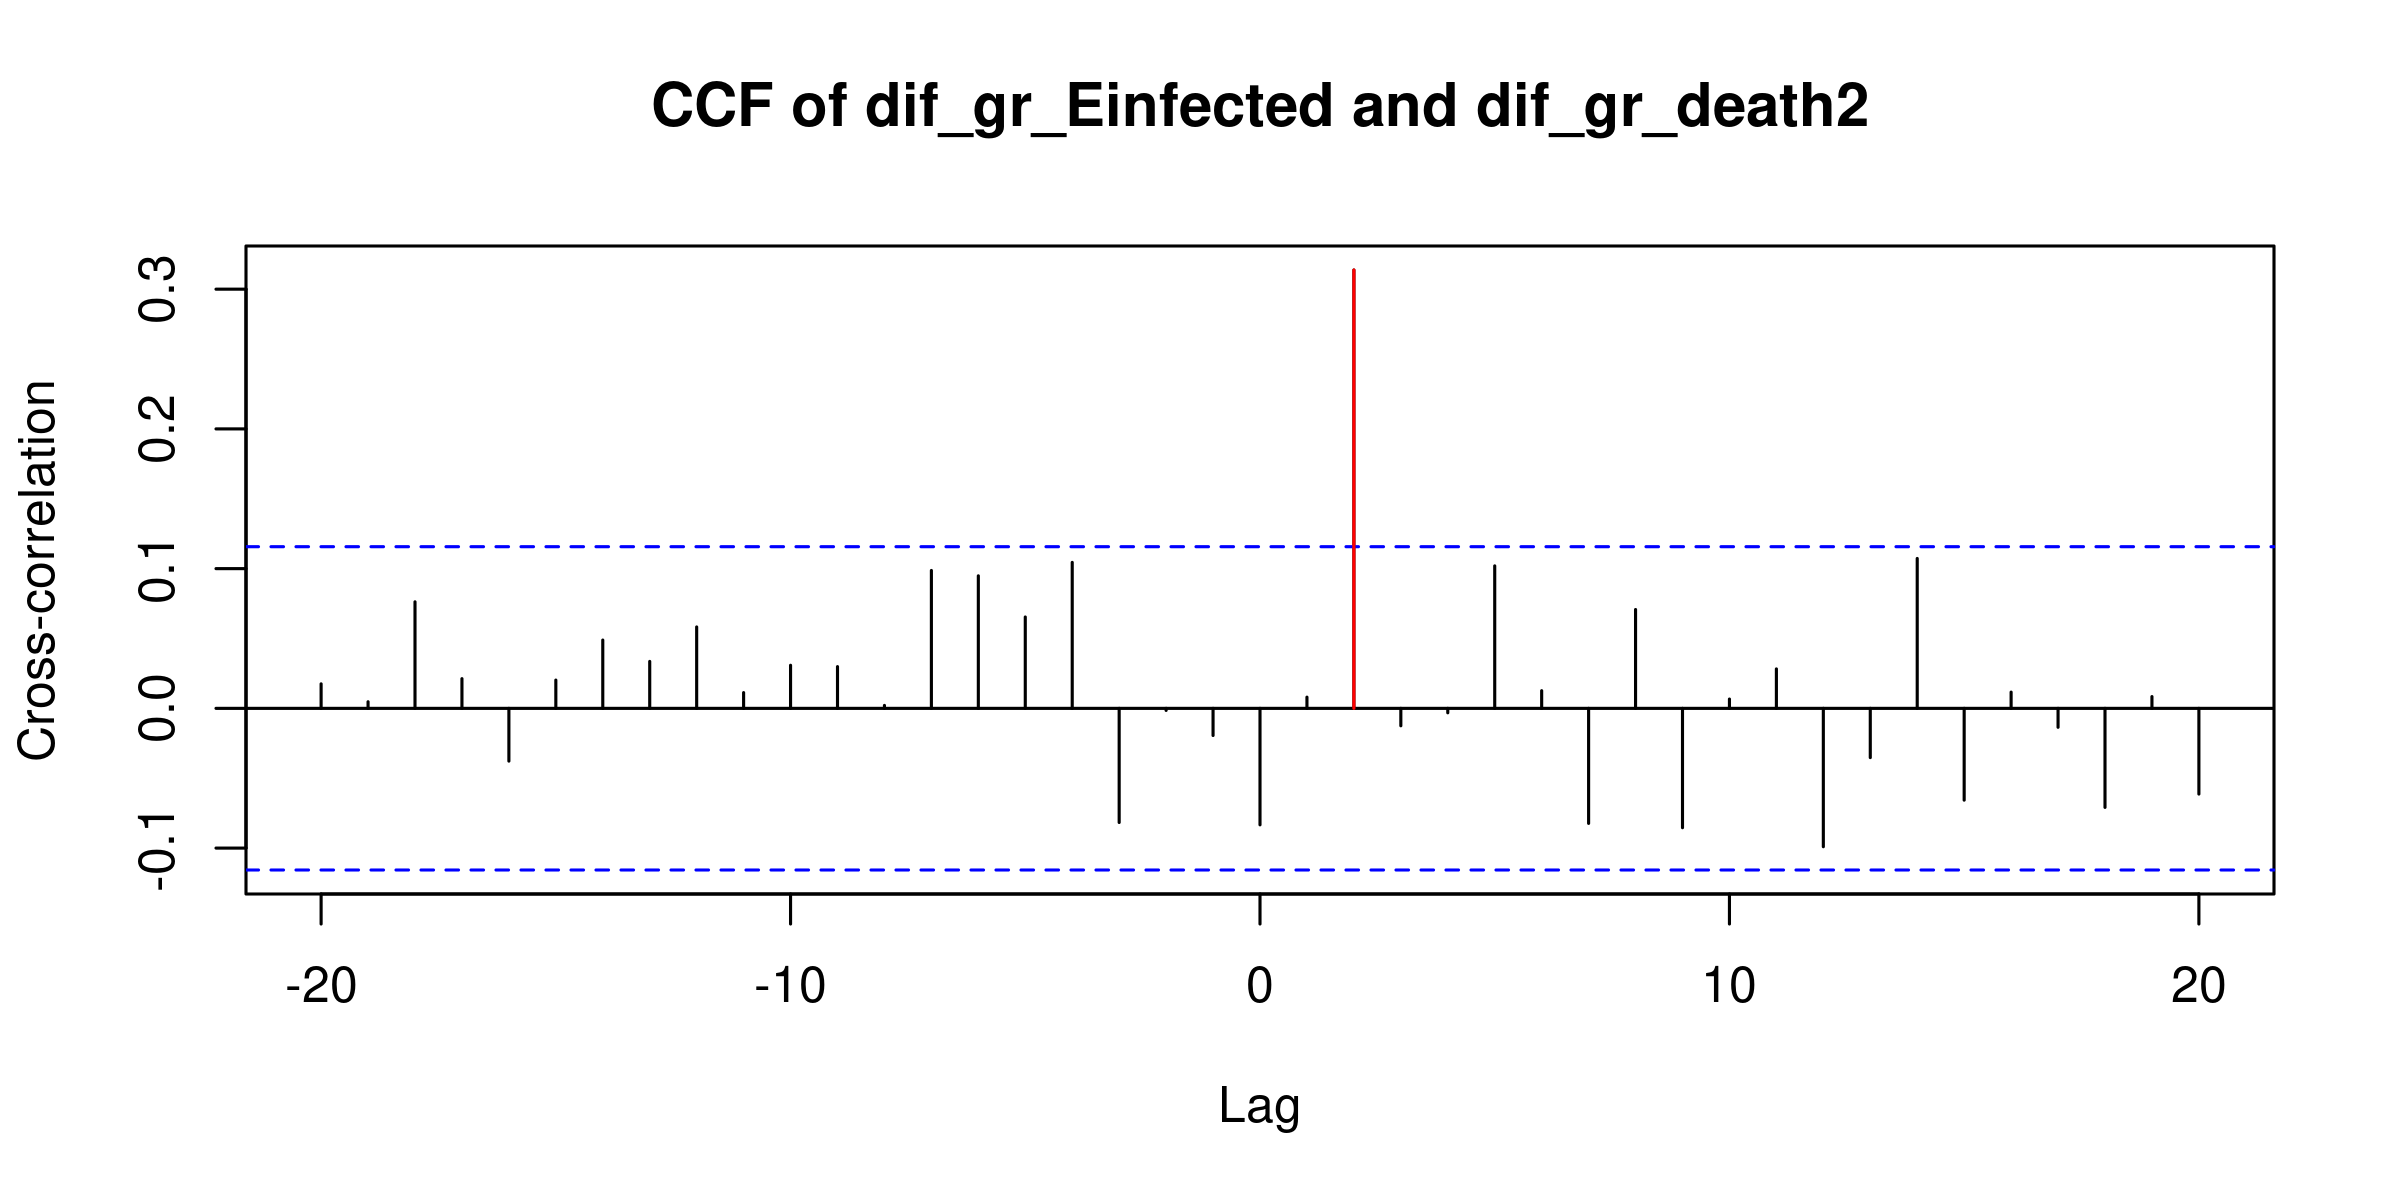 CCF of dif_gr_Einfected and dif_gr_death2
Cross-correlation
0.3
0.2
0.1
0.0
-0.1
-20 -10 0 10 20
Lag